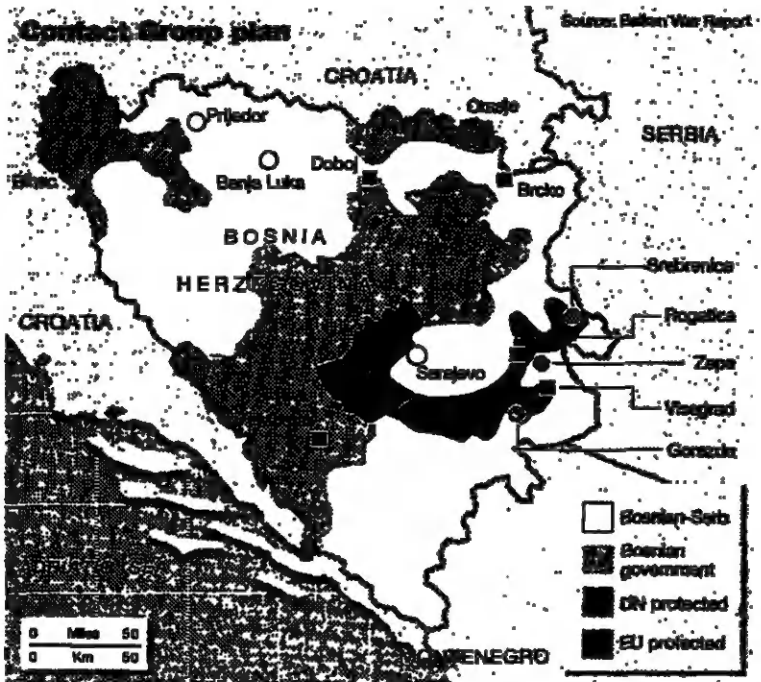 Contact Group plan
Source: Balkan War Report
CROATIA
Prijedor
Banja Luka
Doboj
Brcko
SERBIA
Bihac
BOSNIA
HERZEGOVINA
CROATIA
Sarajevo
Srebrenica
Rogatica
Zepa
Visegrad
Gorazde
ADRIATIC SEA
MONTENEGRO
Bosnian-Serb
Bosnian
government
UN protected
EU protected
0 Miles 50
0 Km 50